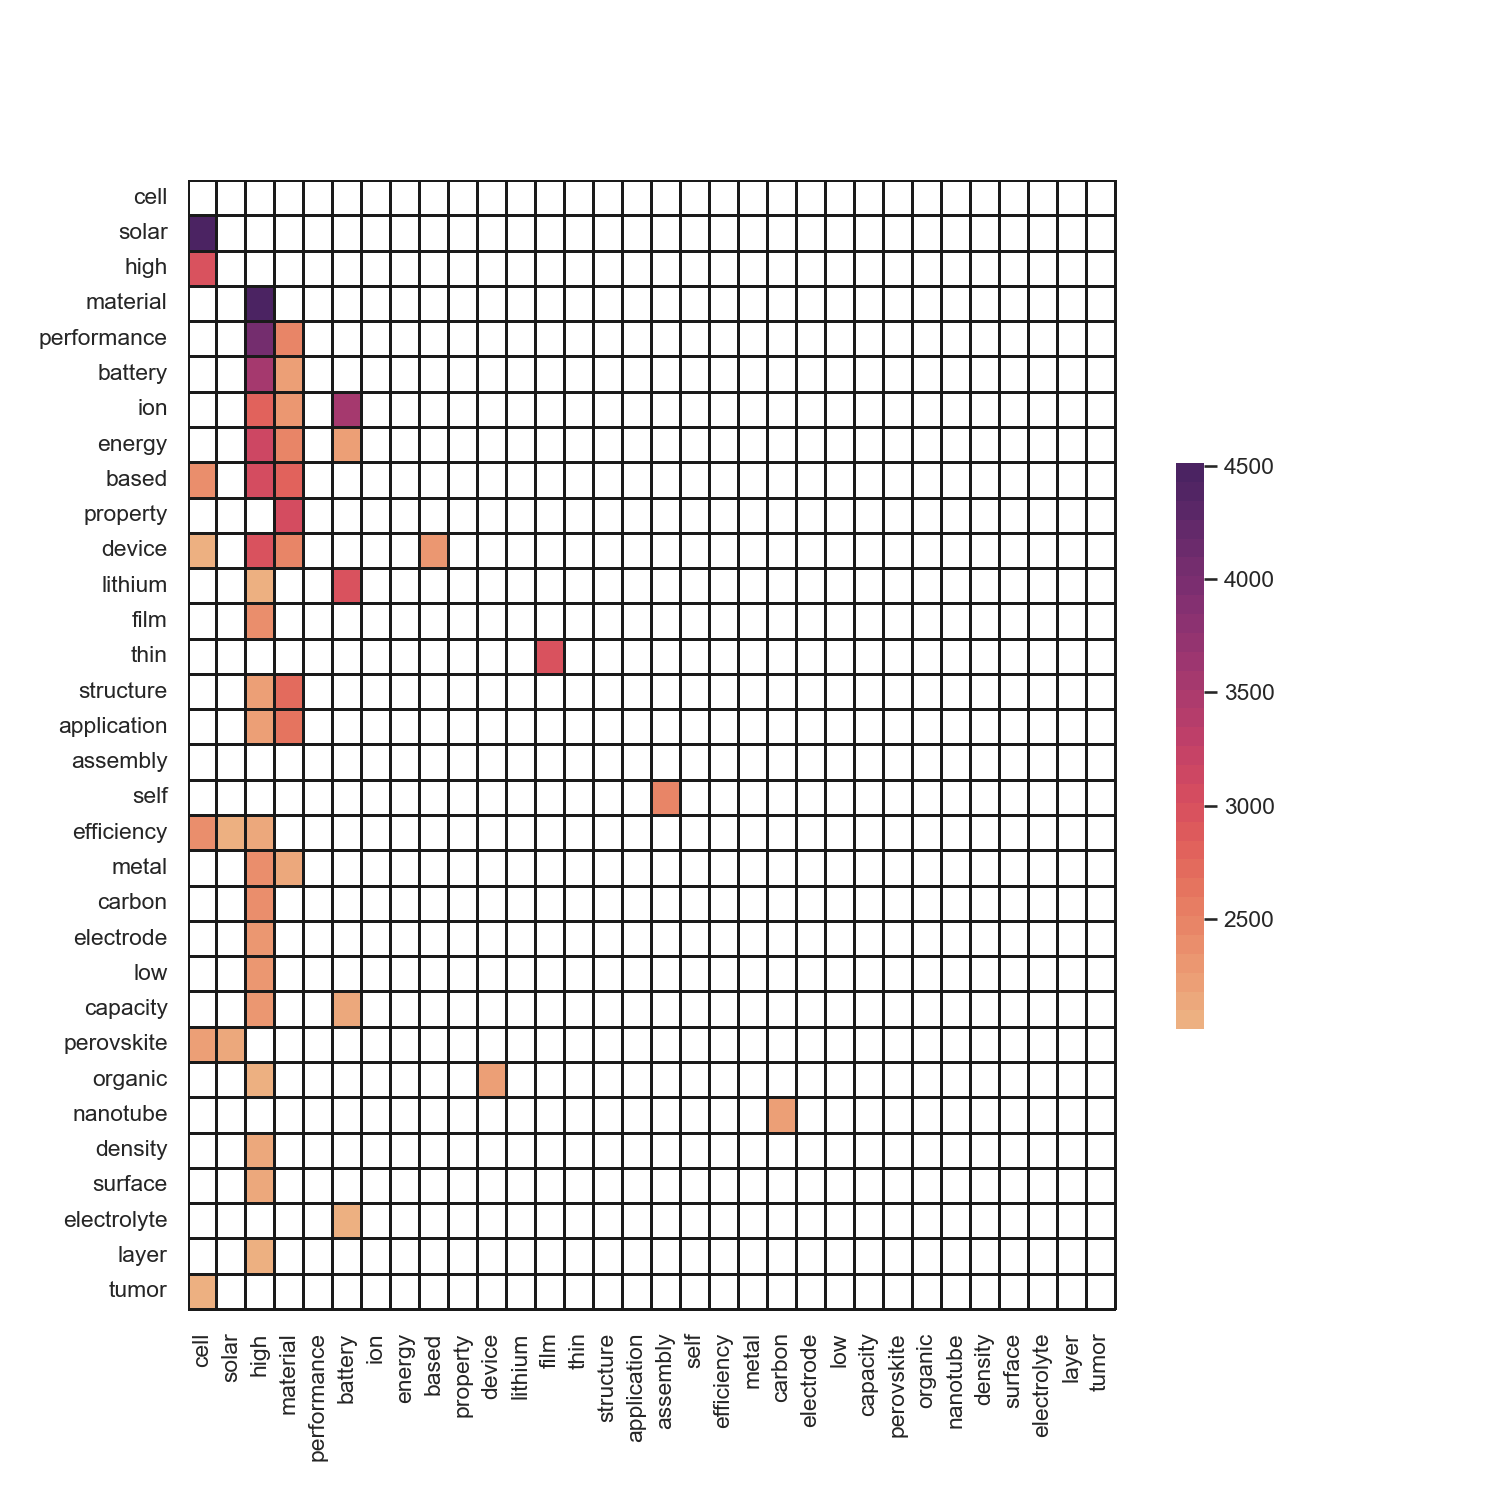 cell
solar
high
material
performance
battery
ion
energy
based
property
device
lithium
film
thin
structure
application
assembly
self
efficiency
metal
carbon
electrode
low
capacity
perovskite
organic
nanotube
density
surface
electrolyte
layer
tumor
cell
solar
high
material
performance
battery
ion
energy
based
property
device
lithium
film
thin
structure
application
assembly
self
efficiency
metal
carbon
electrode
low
capacity
perovskite
organic
nanotube
density
surface
electrolyte
layer
tumor
4500
4000
3500
3000
2500